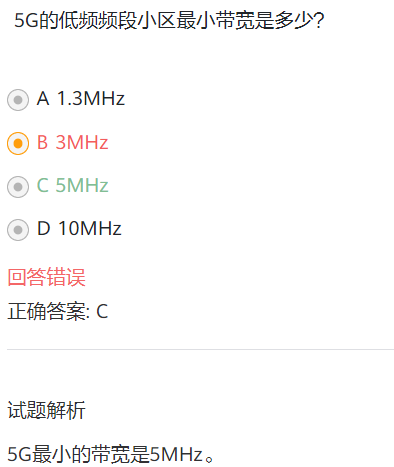 5G的低频频段小区最小带宽是多少?
A 1.3MHz
B 3MHz
C 5MHz
D 10MHz
回答错误
正确答案: C
试题解析
5G最小的带宽是5MHz。